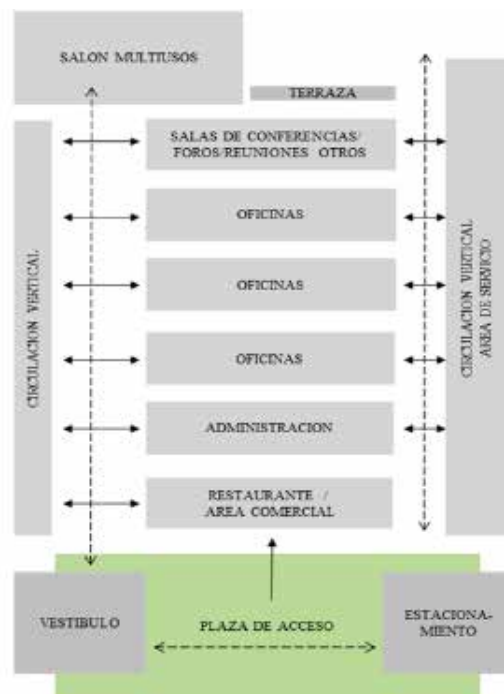 SALON MULTIUSOS
TERRAZA
SALAS DE CONFERENCIAS/
FOROS/REUNIONES OTROS
OFICINAS
OFICINAS
OFICINAS
ADMINISTRACION
RESTAURANTE /
AREA COMERCIAL
CIRCULACION VERTICAL
CIRCULACION VERTICAL
AREA DE SERVICIO
VESTIBULO
PLAZA DE ACCESO
ESTACIONA-
MIENTO